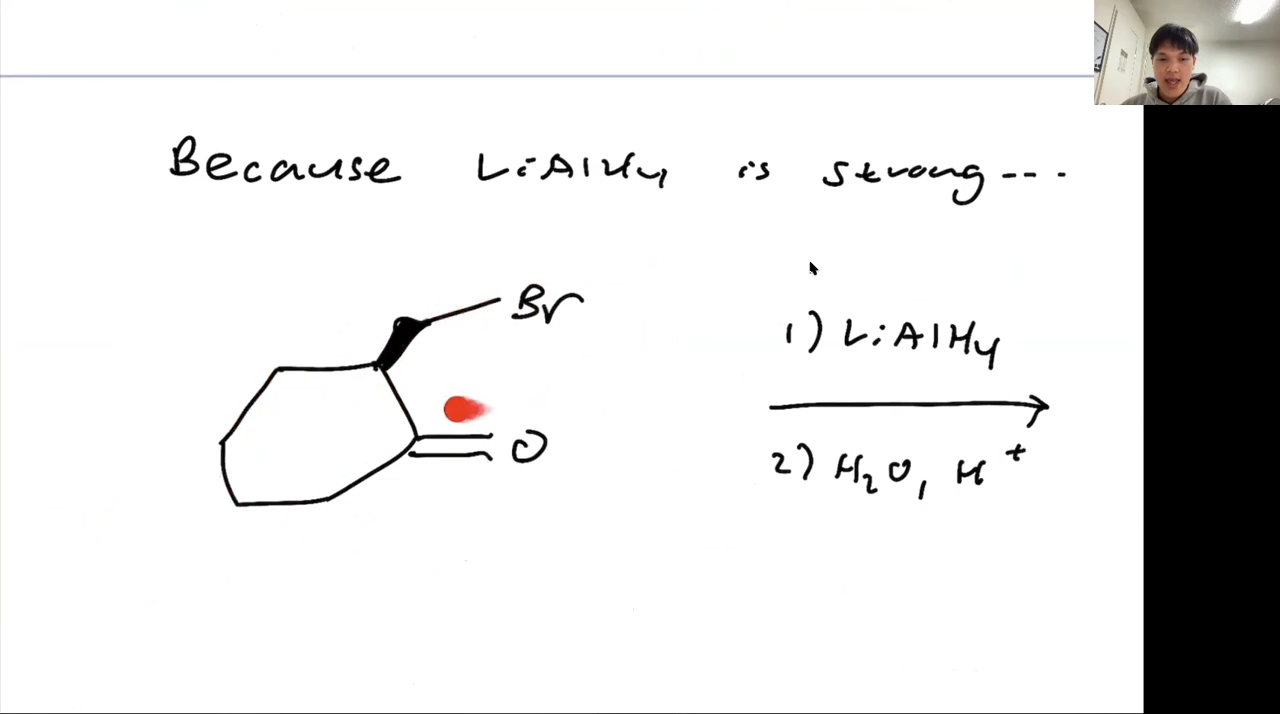 Because LiAlH4 is strong---
Br
1) LiAlH4
O
2) H2O, H+